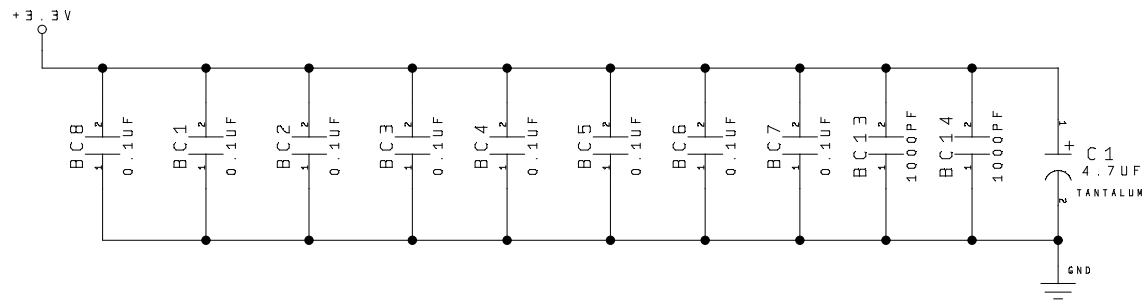 +3.3V
BC8
2
1
0.1UF
BC1
2
1
0.1UF
BC2
2
1
0.1UF
BC3
2
1
0.1UF
BC4
2
1
0.1UF
BC5
2
1
0.1UF
BC6
2
1
0.1UF
BC7
2
1
0.1UF
BC13
2
1
1000PF
BC14
2
1
1000PF
1
+
C1
4.7UF
TANTALUM
2
GND